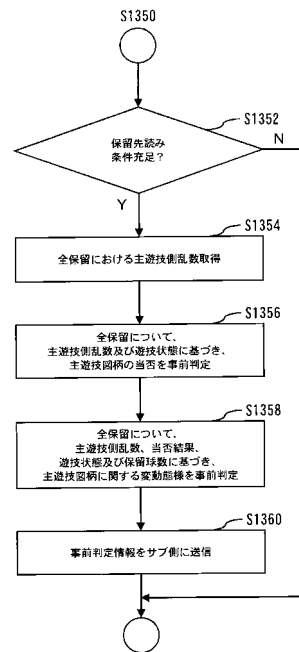 S1350
S1352
保留先読み
条件充足?
N
Y
S1354
全保留における主遊技側乱数取得
S1356
全保留について、
主遊技側乱数及び遊技状態に基づき、
主遊技図柄の当否を事前判定
S1358
全保留について、
主遊技側乱数、当否結果、
遊技状態及び保留球数に基づき、
主遊技図柄に関する変動態様を事前判定
S1360
事前判定情報をサブ側に送信